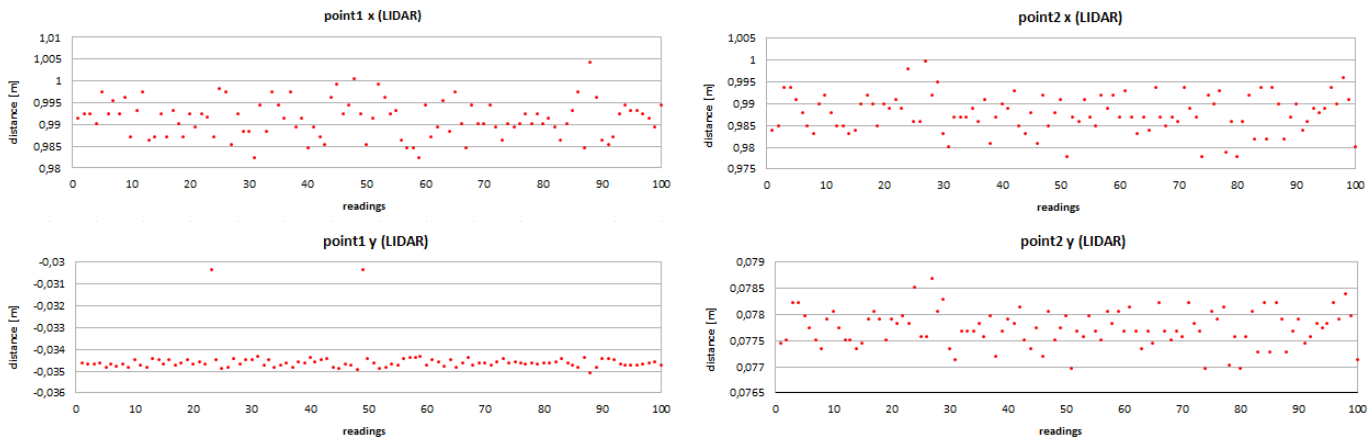 point1 x (LIDAR)
distance [m]
1,01
1,005
1
0,995
0,99
0,985
0,98
0 10 20 30 40 50 60 70 80 90 100
readings
point2 x (LIDAR)
distance [m]
1,005
1
0,995
0,99
0,985
0,98
0,975
0 10 20 30 40 50 60 70 80 90 100
readings
point1 y (LIDAR)
distance [m]
-0,03
-0,031
-0,032
-0,033
-0,034
-0,035
-0,036
0 10 20 30 40 50 60 70 80 90 100
readings
point2 y (LIDAR)
distance [m]
0,079
0,0785
0,078
0,0775
0,077
0,0765
0 10 20 30 40 50 60 70 80 90 100
readings